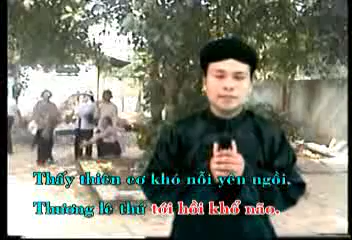 Thấy thiên cơ khó nỗi yên ngồi,
Thương lê thứ tới hồi khổ não.